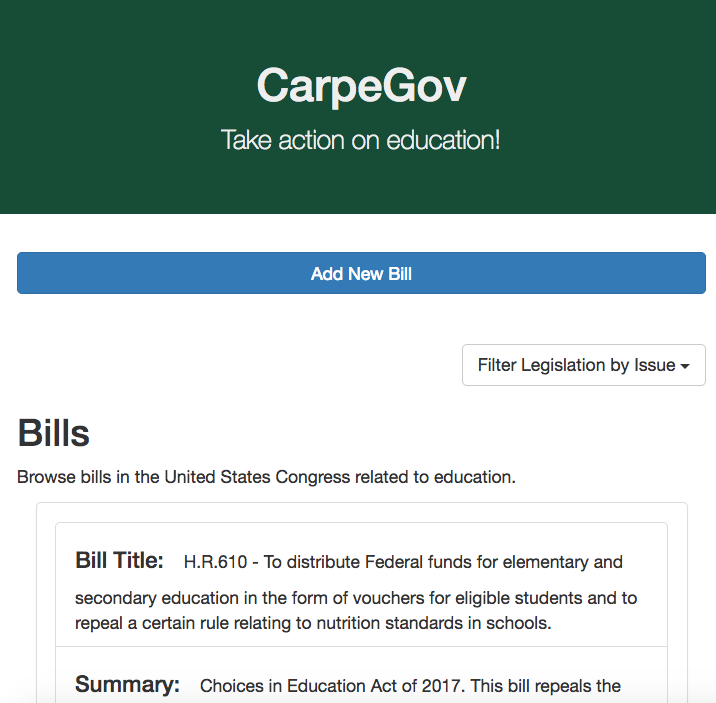 CarpeGov
Take action on education!
Add New Bill
Filter Legislation by Issue
Bills
Browse bills in the United States Congress related to education.
Bill Title: H.R.610 - To distribute Federal funds for elementary and
secondary education in the form of vouchers for eligible students and to
repeal a certain rule relating to nutrition standards in schools.
Summary: Choices in Education Act of 2017. This bill repeals the